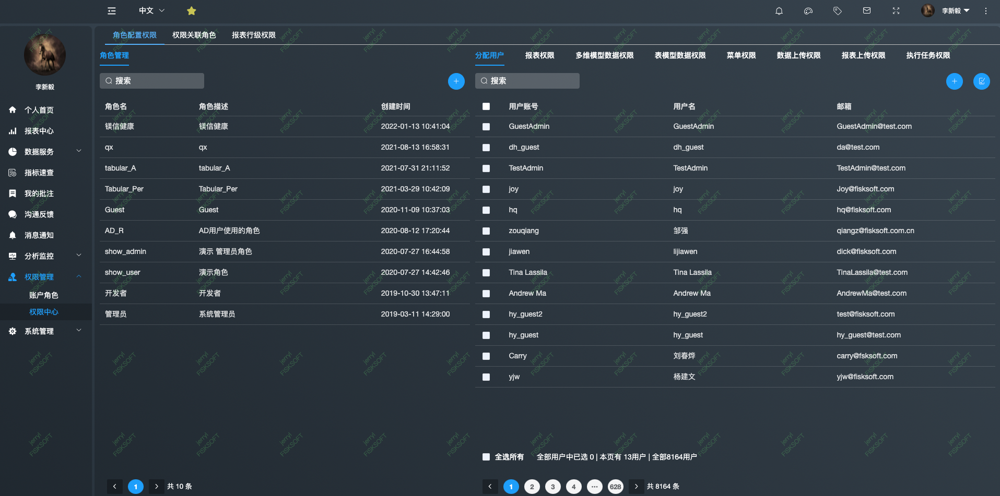 中文
李新毅
李新毅
个人首页
报表中心
数据服务
指标速查
我的批注
沟通反馈
消息通知
分析监控
权限管理
账户角色
权限中心
系统管理
角色配置权限 权限关联角色 报表行级权限
角色管理
搜索
角色名 角色描述 创建时间
镁信健康 镁信健康 2022-01-13 10:41:04
qx qx 2021-08-13 16:58:31
tabular_A tabular_A 2021-07-31 21:11:52
Tabular_Per Tabular_Per 2021-03-29 10:42:09
Guest Guest 2020-11-09 10:37:03
AD_R AD用户使用的角色 2020-08-12 17:20:44
show_admin 演示 管理员角色 2020-07-27 16:44:58
show_user 演示角色 2020-07-27 14:42:46
开发者 开发者 2019-10-30 13:47:11
管理员 系统管理员 2019-03-11 14:29:00
1 共 10 条
分配用户 报表权限 多维模型数据权限 表模型数据权限 菜单权限 数据上传权限 报表上传权限 执行任务权限
搜索
用户账号 用户名 邮箱
GuestAdmin GuestAdmin GuestAdmin@test.com
dh_guest dh_guest da@test.com
TestAdmin TestAdmin TestAdmin@test.com
joy joy Joy@fisksoft.com
hq hq hq@fisksoft.com
zouqiang 邹强 qiangz@fisksoft.com.cn
jiawen lijiawen dick@fisksoft.com
Tina Lassila Tina Lassila TinaLassila@test.com
Andrew Ma Andrew Ma AndrewMa@test.com
hy_guest2 hy_guest2 test@fisksoft.com
hy_guest hy_guest hy_guest@test.com
Carry 刘春烨 carry@fsksoft.com
yjw 杨建文 yjw@fisksoft.com
全选所有 全部用户中已选 0 | 本页有 13用户 | 全部8164用户
1 2 3 4 ••• 628 共 8164 条
jerryl
FISKSOFT